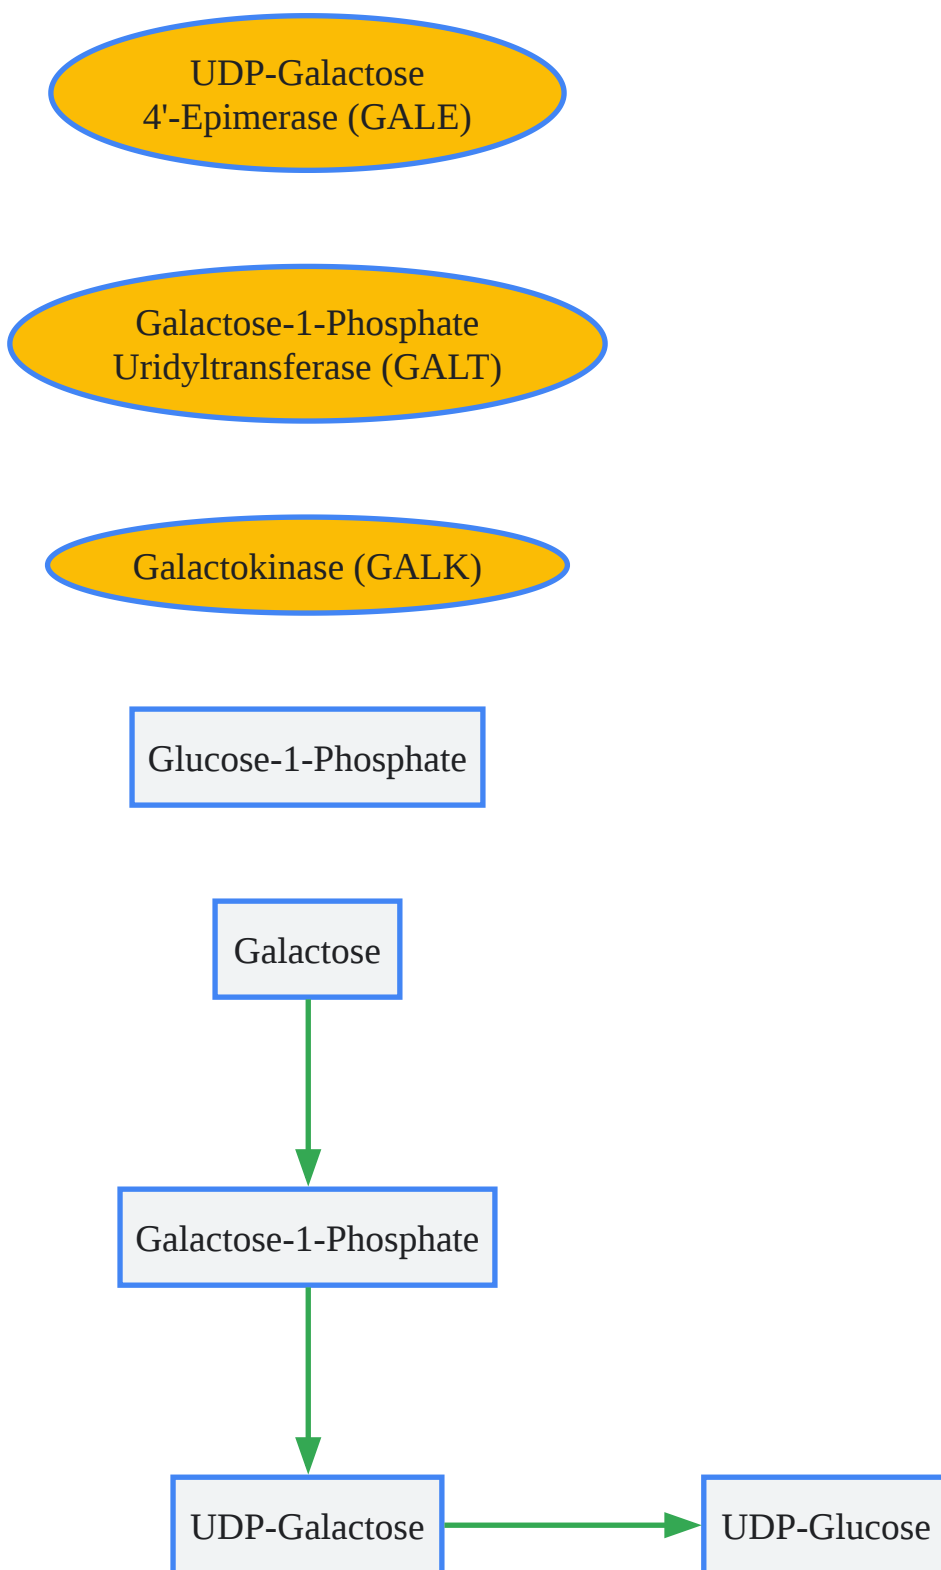 UDP-Galactose
4'-Epimerase (GALE)
Galactose-1-Phosphate
Uridyltransferase (GALT)
Galactokinase (GALK)
Glucose-1-Phosphate
Galactose
Galactose-1-Phosphate
UDP-Galactose
UDP-Glucose